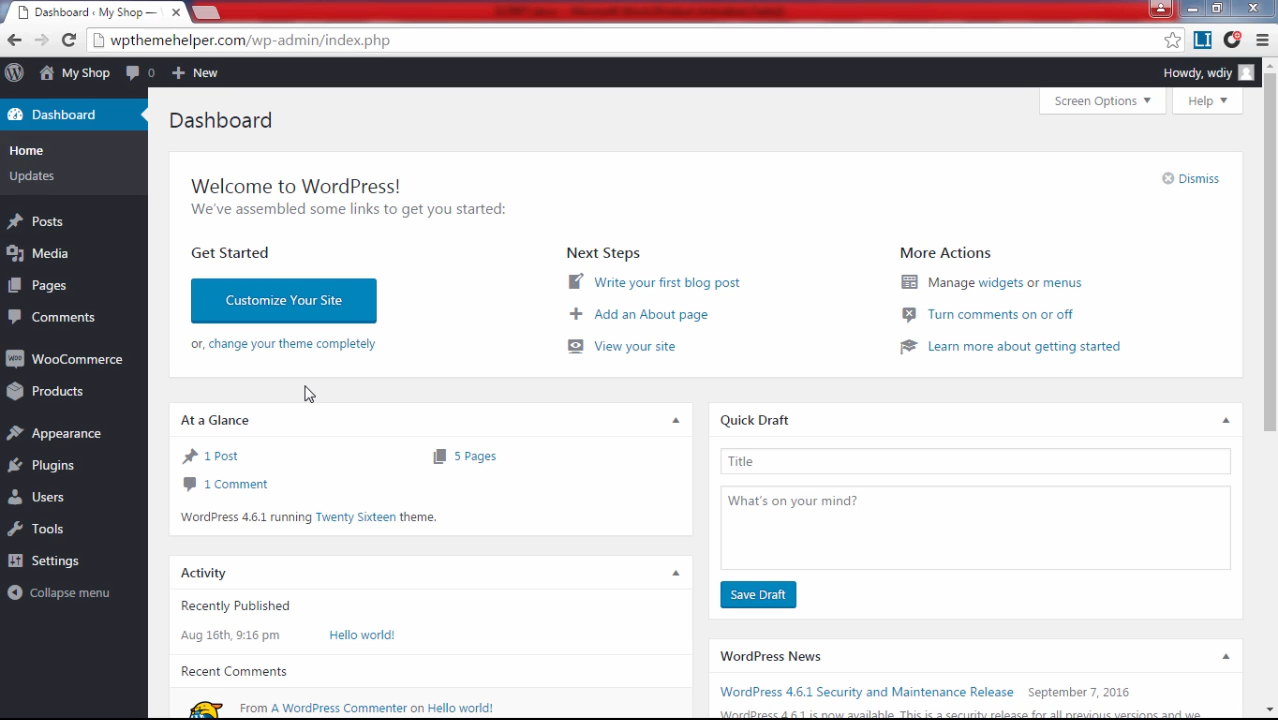 Dashboard ‹ My Shop —
wpthemehelper.com/wp-admin/index.php
LI
My Shop 0 + New
Howdy, wdiy
Dashboard
Home
Updates
Posts
Media
Pages
Comments
WOO WooCommerce
Products
Appearance
Plugins
Users
Tools
Settings
Collapse menu
Screen Options ▼ Help ▼
Dashboard
Welcome to WordPress!
We've assembled some links to get you started:
Dismiss
Get Started
Customize Your Site
or, change your theme completely
Next Steps
Write your first blog post
Add an About page
View your site
More Actions
Manage widgets or menus
Turn comments on or off
Learn more about getting started
At a Glance
1 Post 5 Pages
1 Comment
WordPress 4.6.1 running Twenty Sixteen theme.
Activity
Recently Published
Aug 16th, 9:16 pm Hello world!
Recent Comments
From A WordPress Commenter on Hello world!
Quick Draft
Title
What's on your mind?
Save Draft
WordPress News
WordPress 4.6.1 Security and Maintenance Release September 7, 2016
WordPress 4.6.1 is now available. This is a security release for all previous versions and we